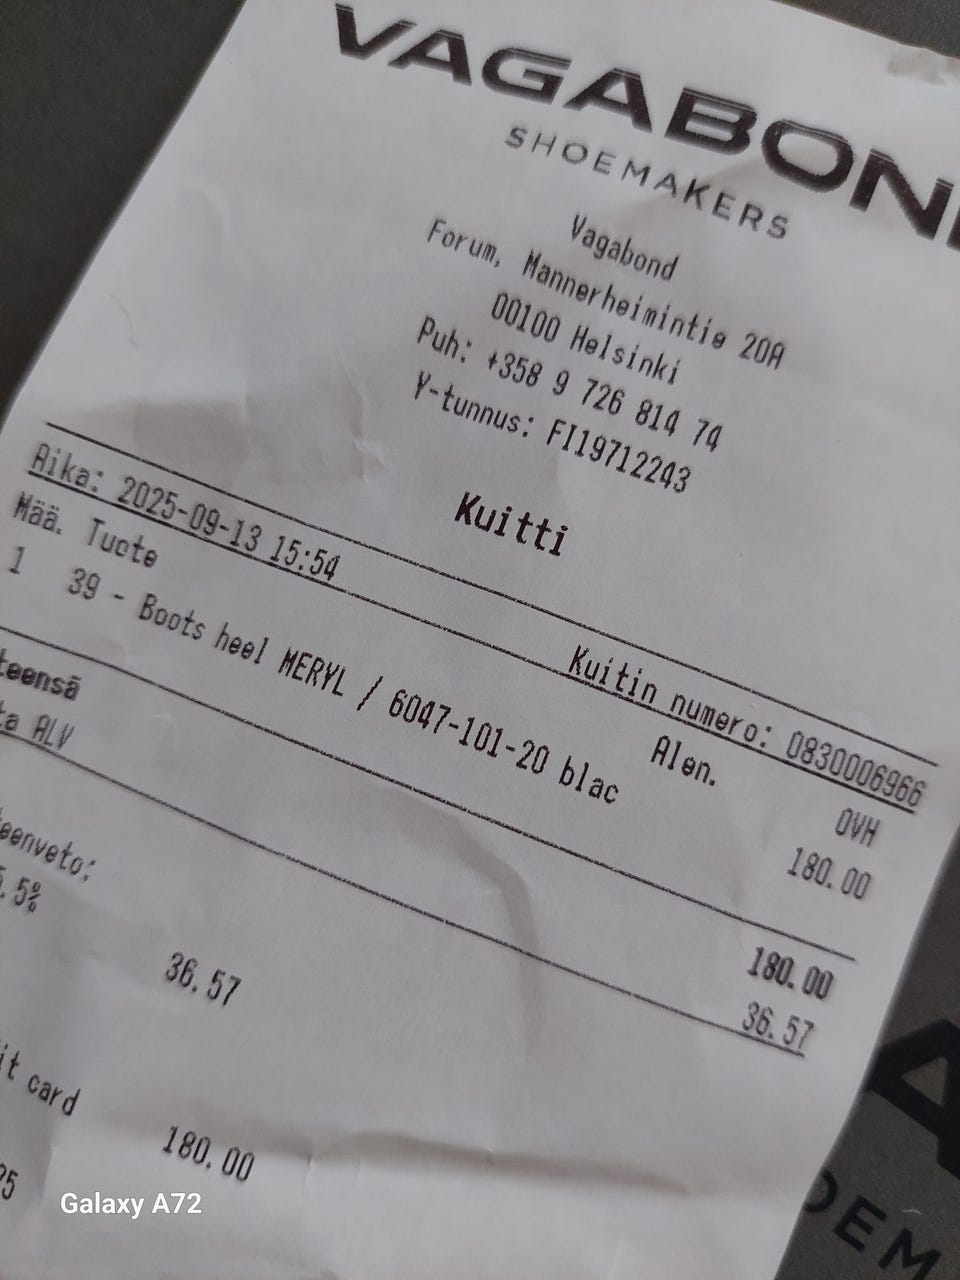 VAGABON
SHOEMAKERS
Vagabond
Forum, Mannerheimintie 20A
00100 Helsinki
Puh: +358 9 726 814 74
Y-tunnus: FI19712243
Kuitti
Aika: 2025-09-13 15:54 Kuitin numero: 0830006966
Mää. Tuote Alen. OVH
1 39 - Boots heel MERYL / 6047-101-20 blac 180.00
teensä 180.00
ta ALV 36.57
eenveto:
5.5%
36.57
it card
180.00
Galaxy A72
OEM